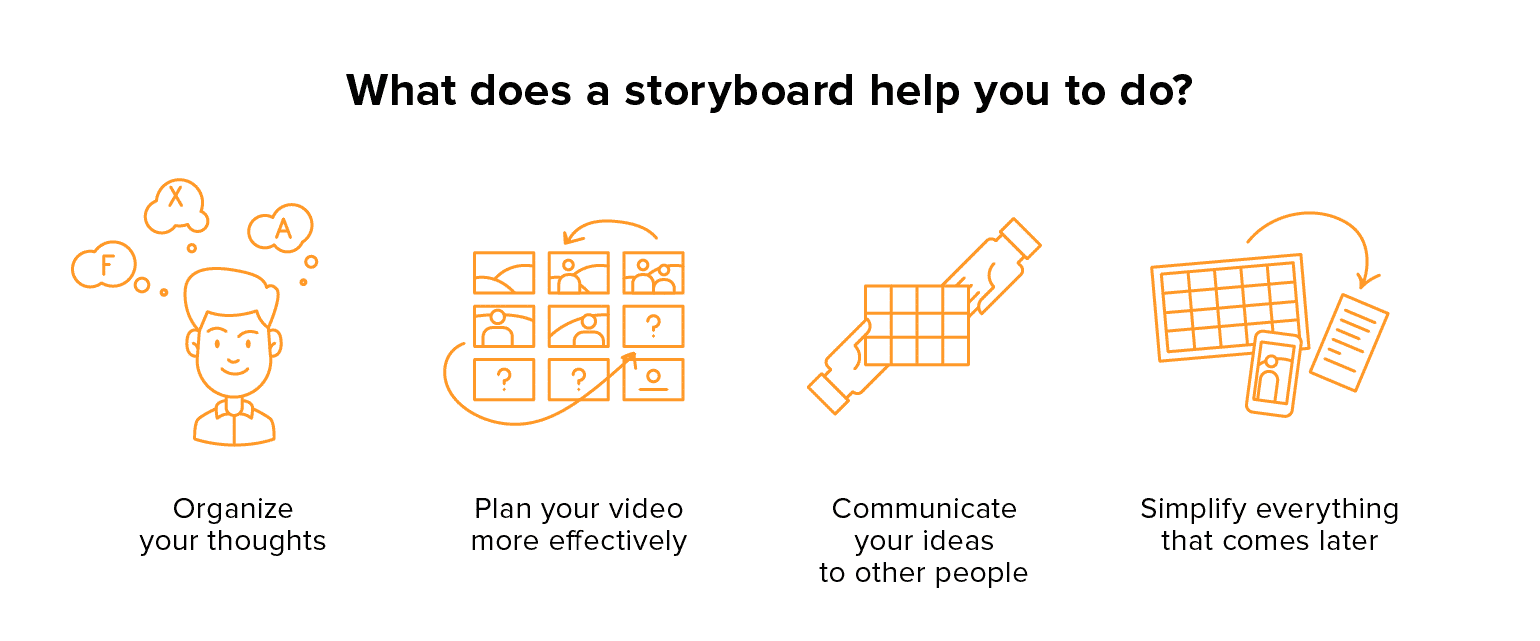 What does a storyboard help you to do?
X
A
F
?
?
?
Organize
your thoughts
Plan your video
more effectively
Communicate
your ideas
to other people
Simplify everything
that comes later